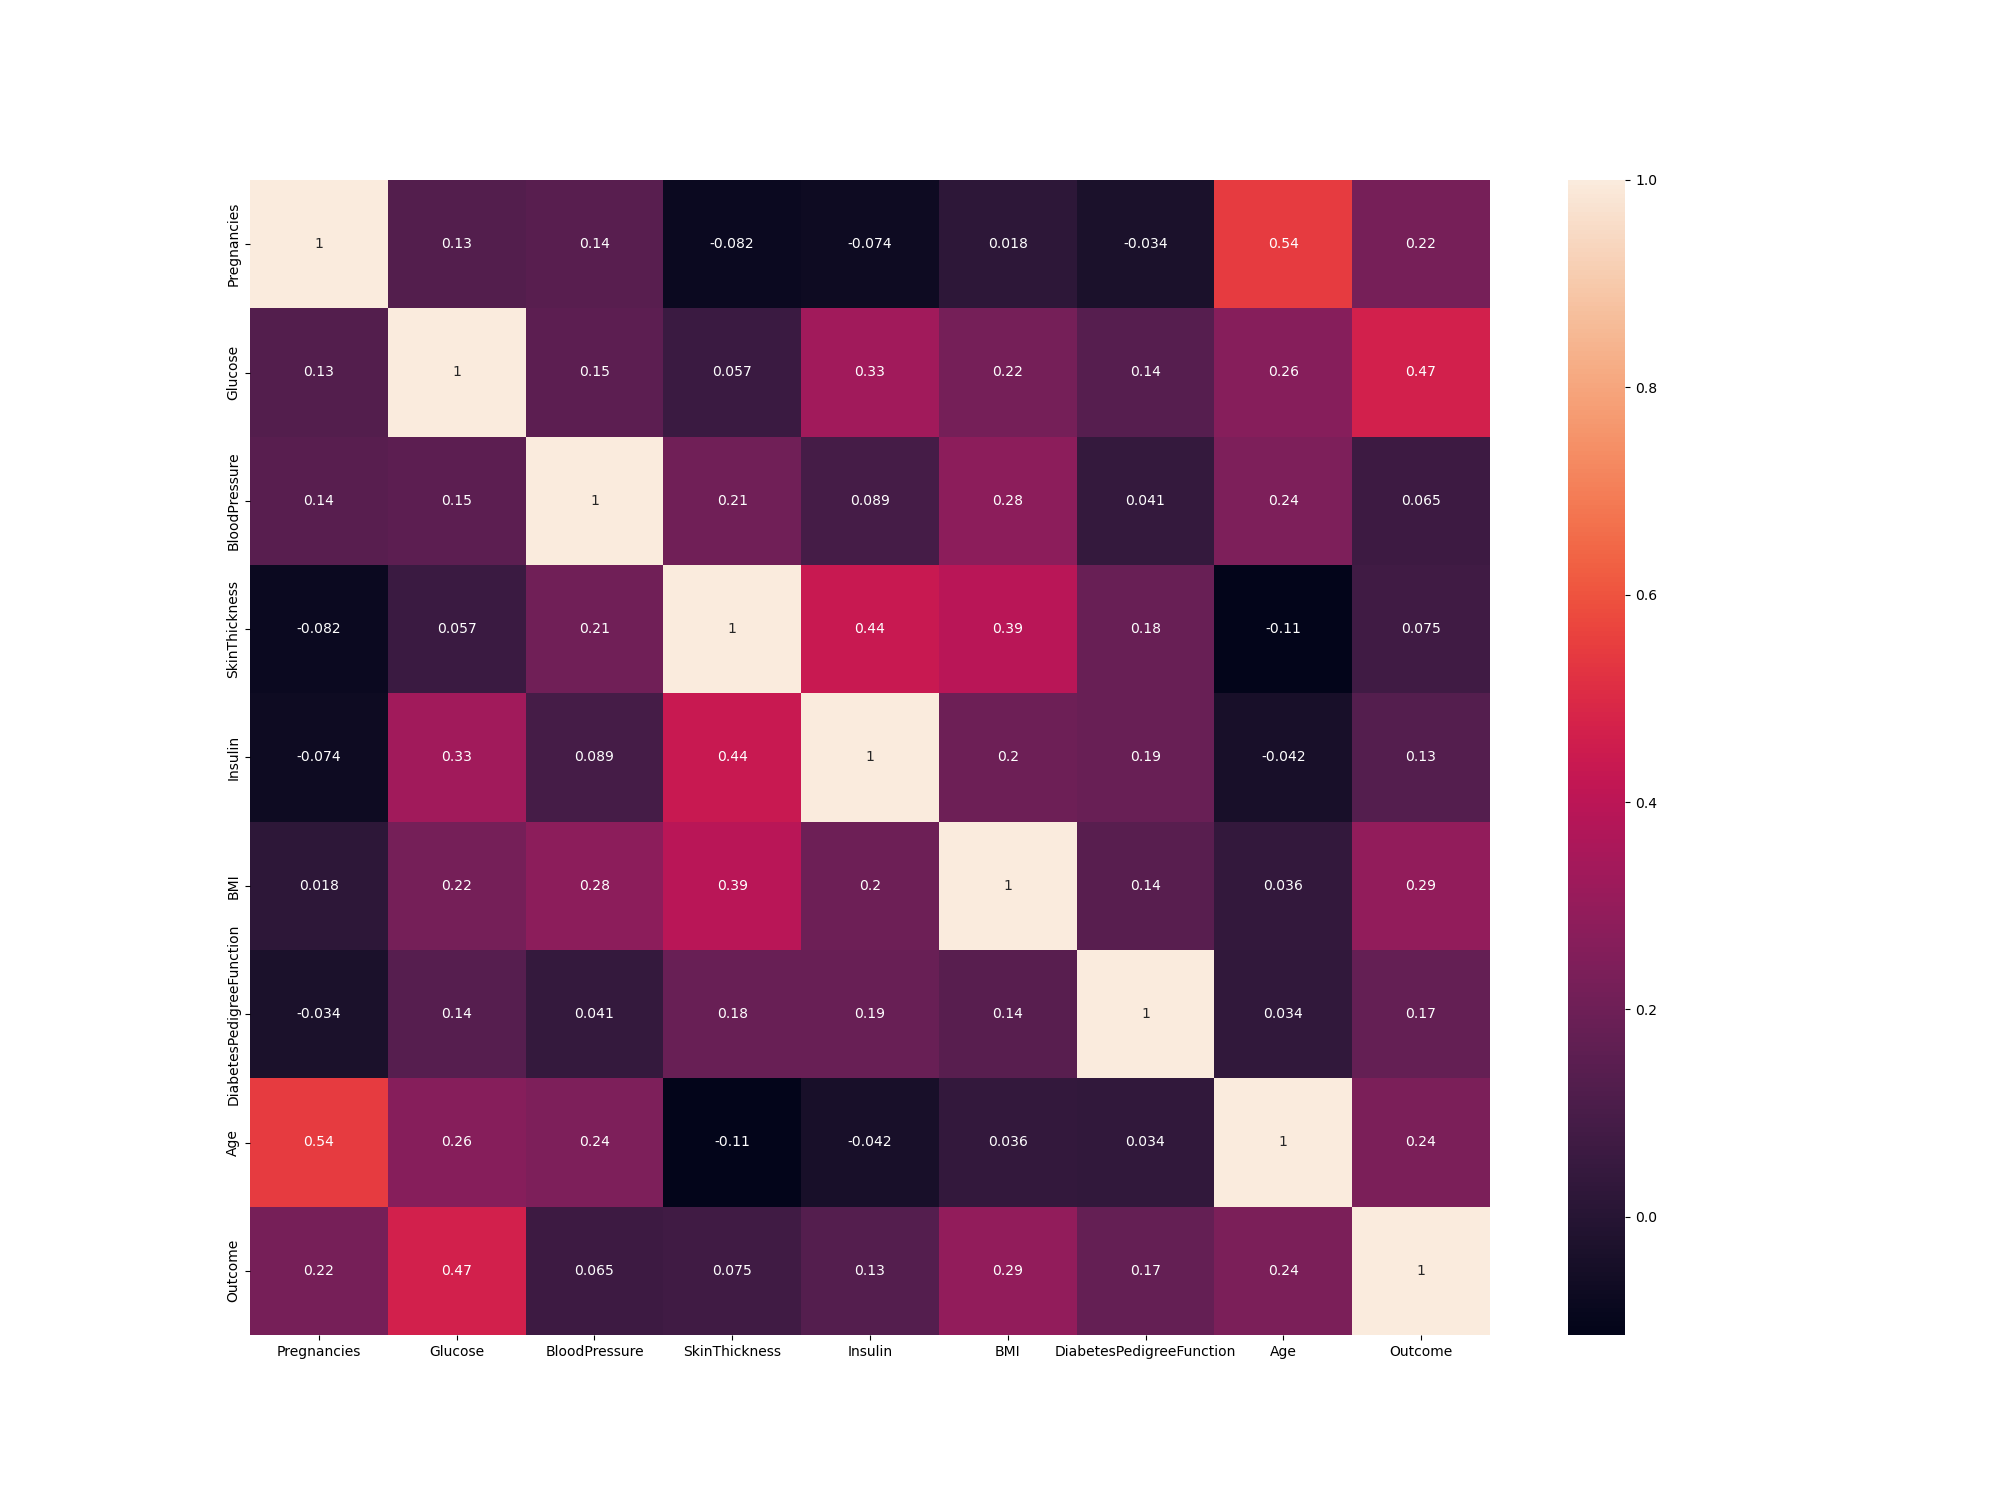 Pregnancies 1 0.13 0.14 -0.082 -0.074 0.018 -0.034 0.54 0.22
Glucose 0.13 1 0.15 0.057 0.33 0.22 0.14 0.26 0.47
BloodPressure 0.14 0.15 1 0.21 0.089 0.28 0.041 0.24 0.065
SkinThickness -0.082 0.057 0.21 1 0.44 0.39 0.18 -0.11 0.075
Insulin -0.074 0.33 0.089 0.44 1 0.2 0.19 -0.042 0.13
BMI 0.018 0.22 0.28 0.39 0.2 1 0.14 0.036 0.29
DiabetesPedigreeFunction -0.034 0.14 0.041 0.18 0.19 0.14 1 0.034 0.17
Age 0.54 0.26 0.24 -0.11 -0.042 0.036 0.034 1 0.24
Outcome 0.22 0.47 0.065 0.075 0.13 0.29 0.17 0.24 1
Pregnancies Glucose BloodPressure SkinThickness Insulin BMI DiabetesPedigreeFunction Age Outcome
1.0
0.8
0.6
0.4
0.2
0.0